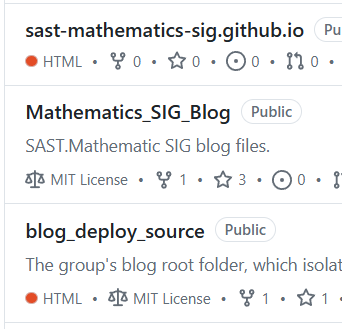 sast-mathematics-sig.github.io
HTML • 0 • 0 • 0 • 0 •
Mathematics_SIG_Blog Public
SAST.Mathematic SIG blog files.
MIT License • 1 • 3 • 0 •
blog_deploy_source Public
The group's blog root folder, which isolat
HTML • MIT License • 1 • 1 •